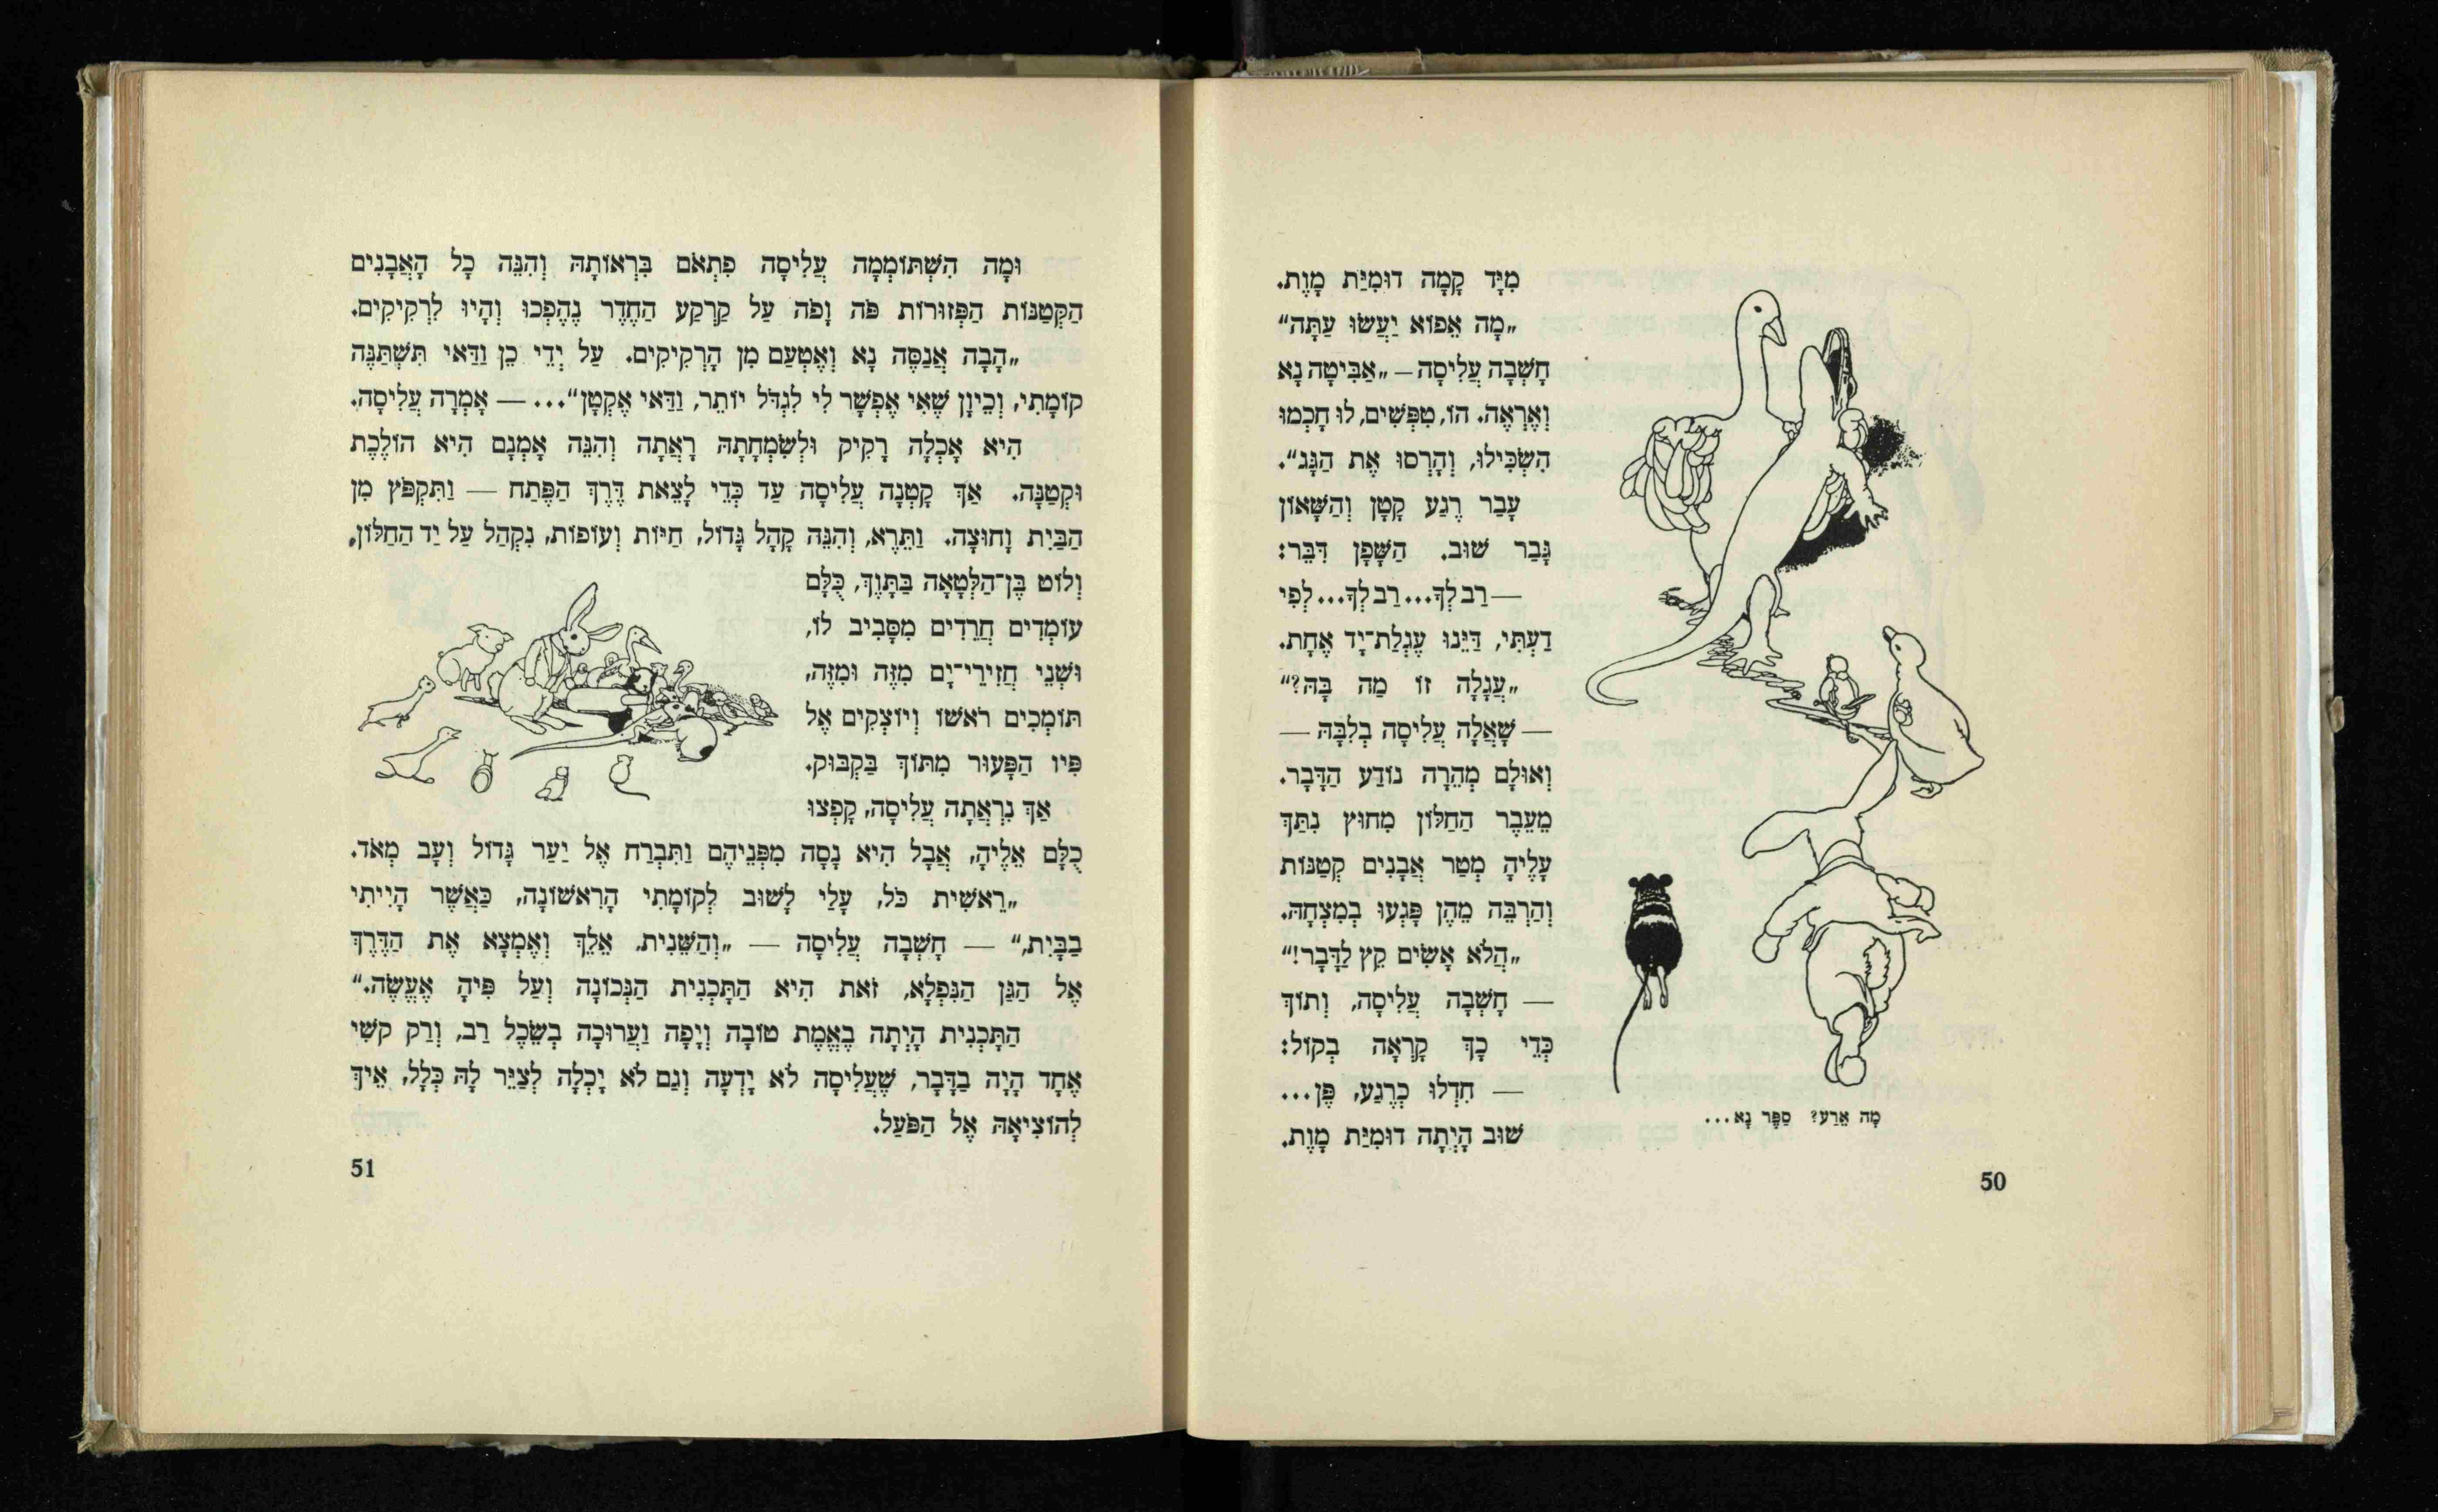 מִיָּד קָמָה דוּמִיַּת מָוֶת.
„מָה אֵפוֹא יַעֲשׂוּ עַתָּה“
חָשְׁבָה עֲלִיסָה – „אַבִּיטָה נָא
וְאֶרְאֶה. הוֹ, טִפְּשִׁים, לוּ חָכְמוּ
הִשְׂכִּילוּ, וְהָרְסוּ אֶת הַגָּג“.
עָבַר רֶגַע קָטָן וְהַשָּׁאוֹן
גָּבַר שׁוּב. הַשָּׁפָן דִּבֵּר:
— רַב לְךָ... רַב לְךָ... לְפִי
דַעְתִּי, דַּיֵּנוּ עֶגְלַת־יָד אֶחָת.
„עֲגָלָה זוֹ מַה בָּהּ?“
— שָׁאֲלָה עֲלִיסָה בְלִבָּהּ —
וְאוּלָם מְהֵרָה נוֹדַע הַדָּבָר.
מֵעֵבֶר הַחַלּוֹן מִחוּץ נִתַּךְ
עָלֶיהָ מְטַר אֲבָנִים קְטַנּוֹת
וְהַרְבֵּה מֵהֶן פָּגְעוּ בְמִצְחָהּ.
„הֲלֹא אָשִׂים קֵץ לַדָּבָר!“
— חָשְׁבָה עֲלִיסָה, וְתוֹךְ
כְּדֵי כָךְ קָרְאָה בְקוֹל:
— חִדְלוּ כְרֶגַע, פֶּן...
שׁוּב הָיְתָה דוּמִיַּת מָוֶת.
מָה אֵרַע? סַפֵּר נָא...
50
וּמָה הִשְׁתּוֹמְמָה עֲלִיסָה פִתְאֹם בִּרְאוֹתָהּ וְהִנֵּה כָל הָאֲבָנִים
הַקְּטַנּוֹת הַפְּזוּרוֹת פֹּה וָפֹה עַל קַרְקַע הַחֶדֶר נֶהֶפְכוּ וְהָיוּ לִרְקִיקִים.
„הָבָה אֲנַסֶּה נָא וְאֶטְעַם מִן הָרְקִיקִים. עַל יְדֵי כֵן וַדַּאי תִּשְׁתַּנֶּה
קוֹמָתִי, וְכֵיוָן שֶׁאִי אֶפְשָׁר לִי לִגְדֹּל יוֹתֵר, וַדַּאי אֶקְטָן“... — אָמְרָה עֲלִיסָה.
הִיא אָכְלָה רָקִיק וּלְשִׂמְחָתָהּ רָאֲתָה וְהִנֵּה אָמְנָם הִיא הוֹלֶכֶת
וּקְטַנָּה. אַךְ קָטְנָה עֲלִיסָה עַד כְּדֵי לָצֵאת דֶּרֶךְ הַפֶּתַח — וַתִּקְפֹּץ מִן
הַבַּיִת וָחוּצָה. וַתֵּרֶא, וְהִנֵּה קָהָל גָּדוֹל, חַיּוֹת וְעוֹפוֹת, נִקְהַל עַל יַד הַחַלּוֹן,
וְלוֹט בֶּן־הַלְּטָאָה בַּתָּוֶךְ, כֻּלָּם
עוֹמְדִים חֲרֵדִים מִסָּבִיב לוֹ,
וּשְׁנֵי חֲזִירֵי־יָם מִזֶּה וּמִזֶּה,
תּוֹמְכִים רֹאשׁוֹ וְיוֹצְקִים אֶל
פִּיו הַפָּעוּר מִתּוֹךְ בַּקְבּוּק.
אַךְ נִרְאֲתָה עֲלִיסָה, קָפְצוּ
כֻלָּם אֵלֶיהָ, אֲבָל הִיא נָסָה מִפְּנֵיהֶם וַתִּבְרַח אֶל יַעַר גָּדוֹל וְעָב מְאֹד.
„רֵאשִׁית כֹּל, עָלַי לָשׁוּב לְקוֹמָתִי הָרִאשׁוֹנָה, כַּאֲשֶׁר הָיִיתִי
בַבָּיִת,“ — חָשְׁבָה עֲלִיסָה — „וְהַשֵּׁנִית, אֵלֵךְ וְאֶמְצָא אֶת הַדֶּרֶךְ
אֶל הַגַּן הַנִּפְלָא, זֹאת הִיא הַתָּכְנִית הַנְּכוֹנָה וְעַל פִּיהָ אֶעֱשֶׂה.“
הַתָּכְנִית הָיְתָה בֶאֱמֶת טוֹבָה וְיָפָה וַעֲרוּכָה בְשֵׂכֶל רַב, וְרַק קֹשִׁי
אֶחָד הָיָה בַדָּבָר, שֶׁעֲלִיסָה לֹא יָדְעָה וְגַם לֹא יָכְלָה לְצַיֵּר לָהּ כְּלָל, אֵיךְ
לְהוֹצִיאָהּ אֶל הַפֹּעַל.
51